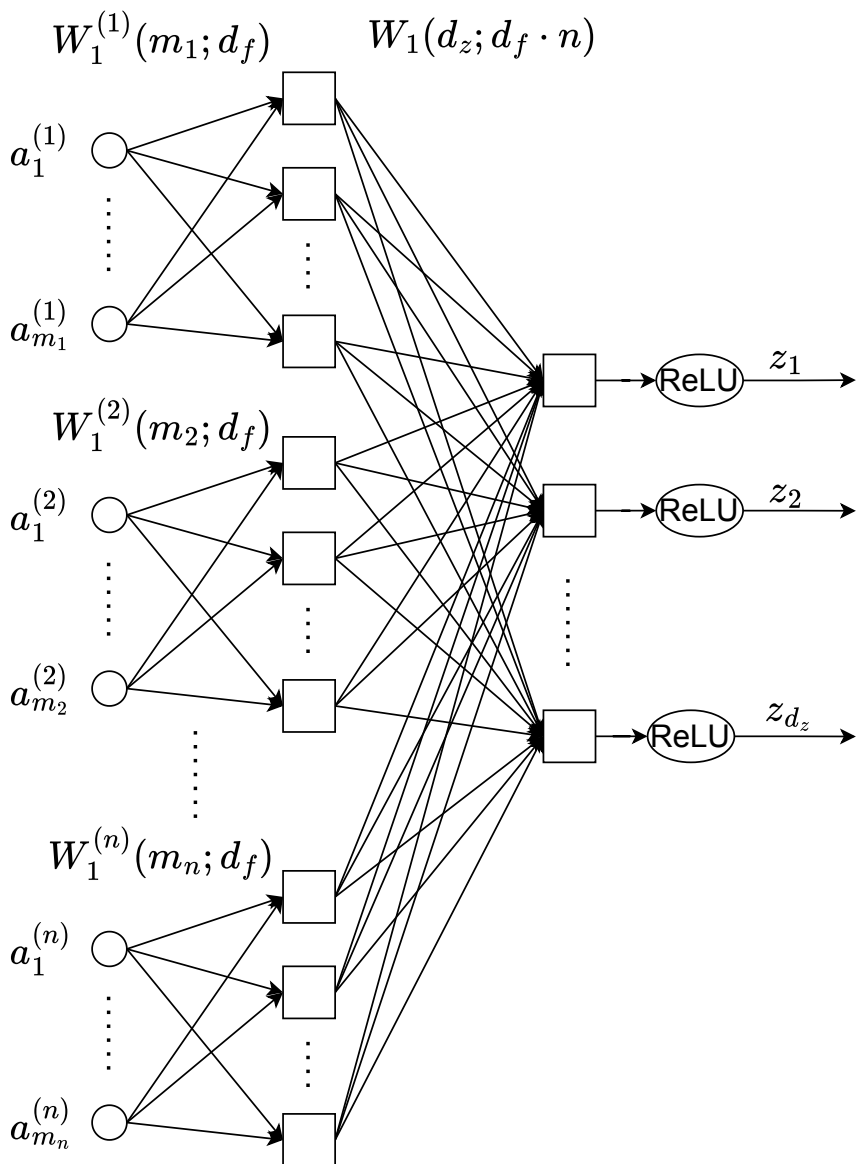 W_1^{(1)}(m_1; d_f)
W_1(d_z; d_f · n)
a_1^{(1)}
a_{m_1}^{(1)}
W_1^{(2)}(m_2; d_f)
a_1^{(2)}
a_{m_2}^{(2)}
W_1^{(n)}(m_n; d_f)
a_1^{(n)}
a_{m_n}^{(n)}
ReLU
z_1
ReLU
z_2
ReLU
z_{d_z}